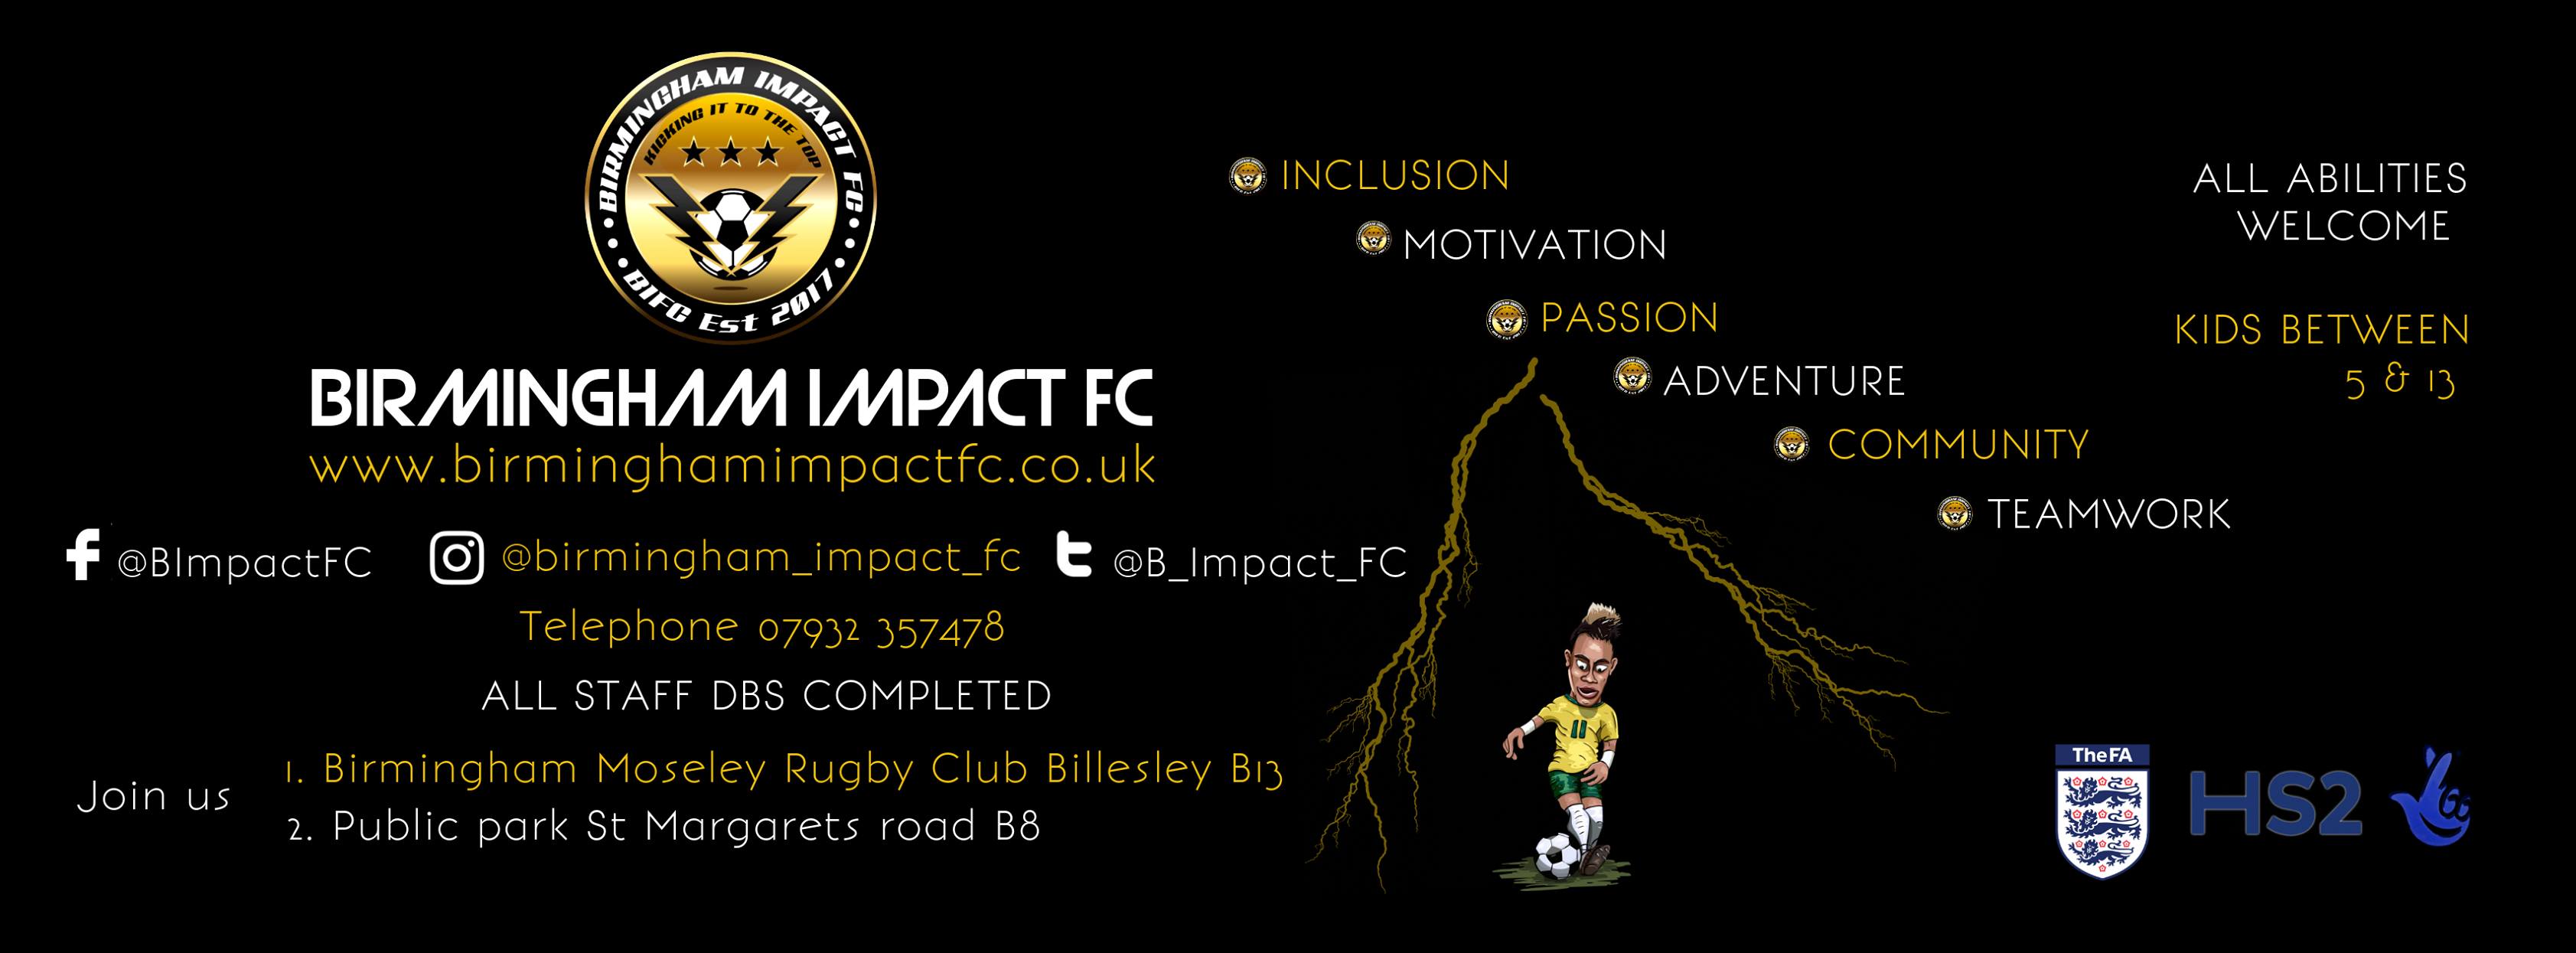 BIRMINGHAM IMPACT FC
KICKING IT TO THE TOP
BIFC Est 2017
BIRMINGHAM IMPACT FC
www.birminghamimpactfc.co.uk
@BImpactFC
@birmingham_impact_fc
@B_Impact_FC
Telephone 07932 357478
ALL STAFF DBS COMPLETED
Join us
1. Birmingham Moseley Rugby Club Billesley B13
2. Public park St Margarets road B8
INCLUSION
MOTIVATION
PASSION
ADVENTURE
COMMUNITY
TEAMWORK
ALL ABILITIES
WELCOME
KIDS BETWEEN
5 & 13
11
The FA
HS2